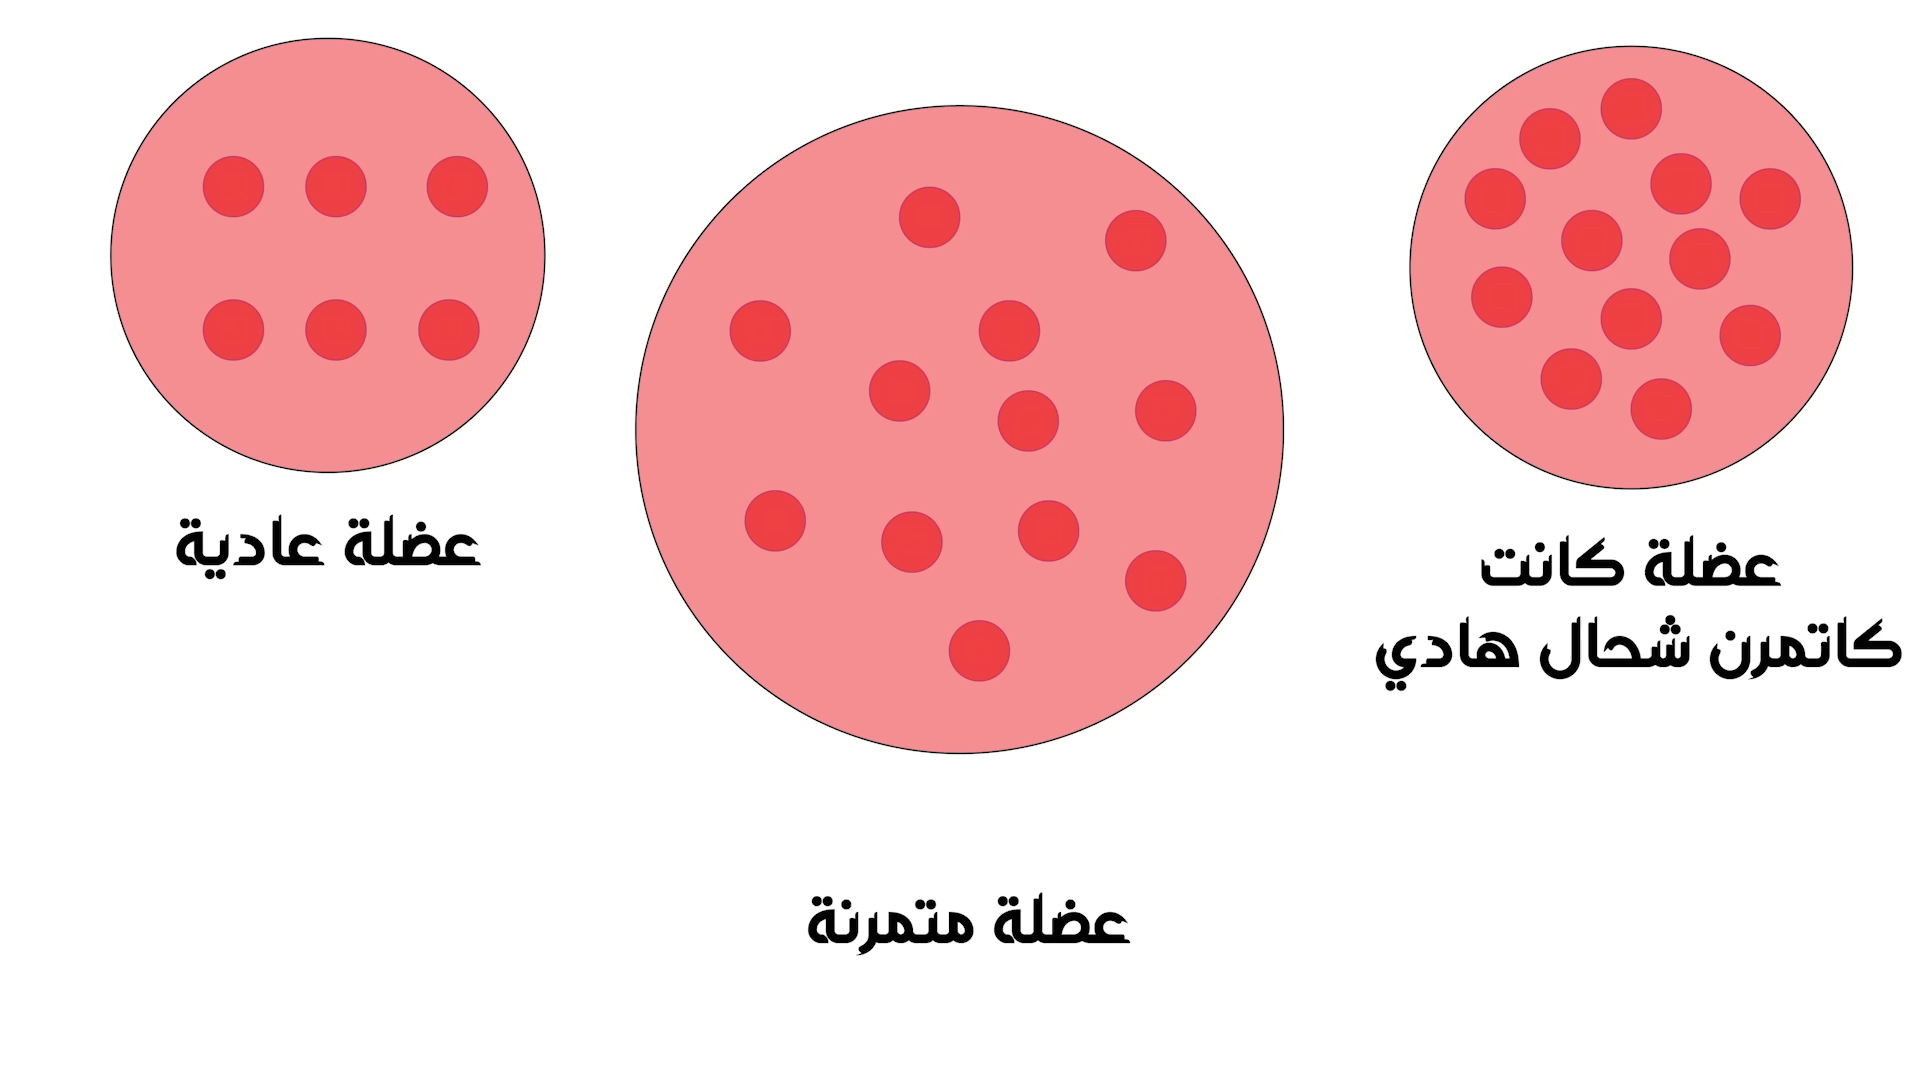 عضلة عادية
عضلة كانت
كاتمرن شحال هادي
عضلة متمرنة